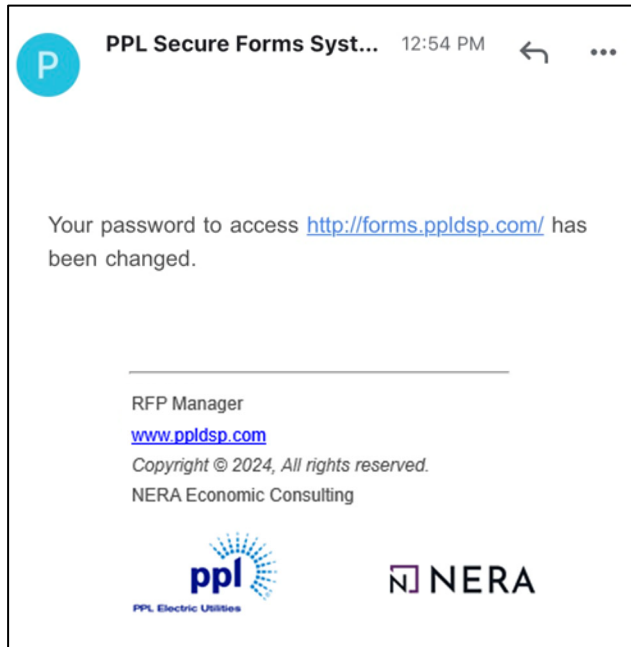 P
PPL Secure Forms Syst... 12:54 PM
Your password to access http://forms.ppldsp.com/ has
been changed.
RFP Manager
www.ppldsp.com
Copyright © 2024, All rights reserved.
NERA Economic Consulting
ppl
PPL Electric Utilities
N NERA